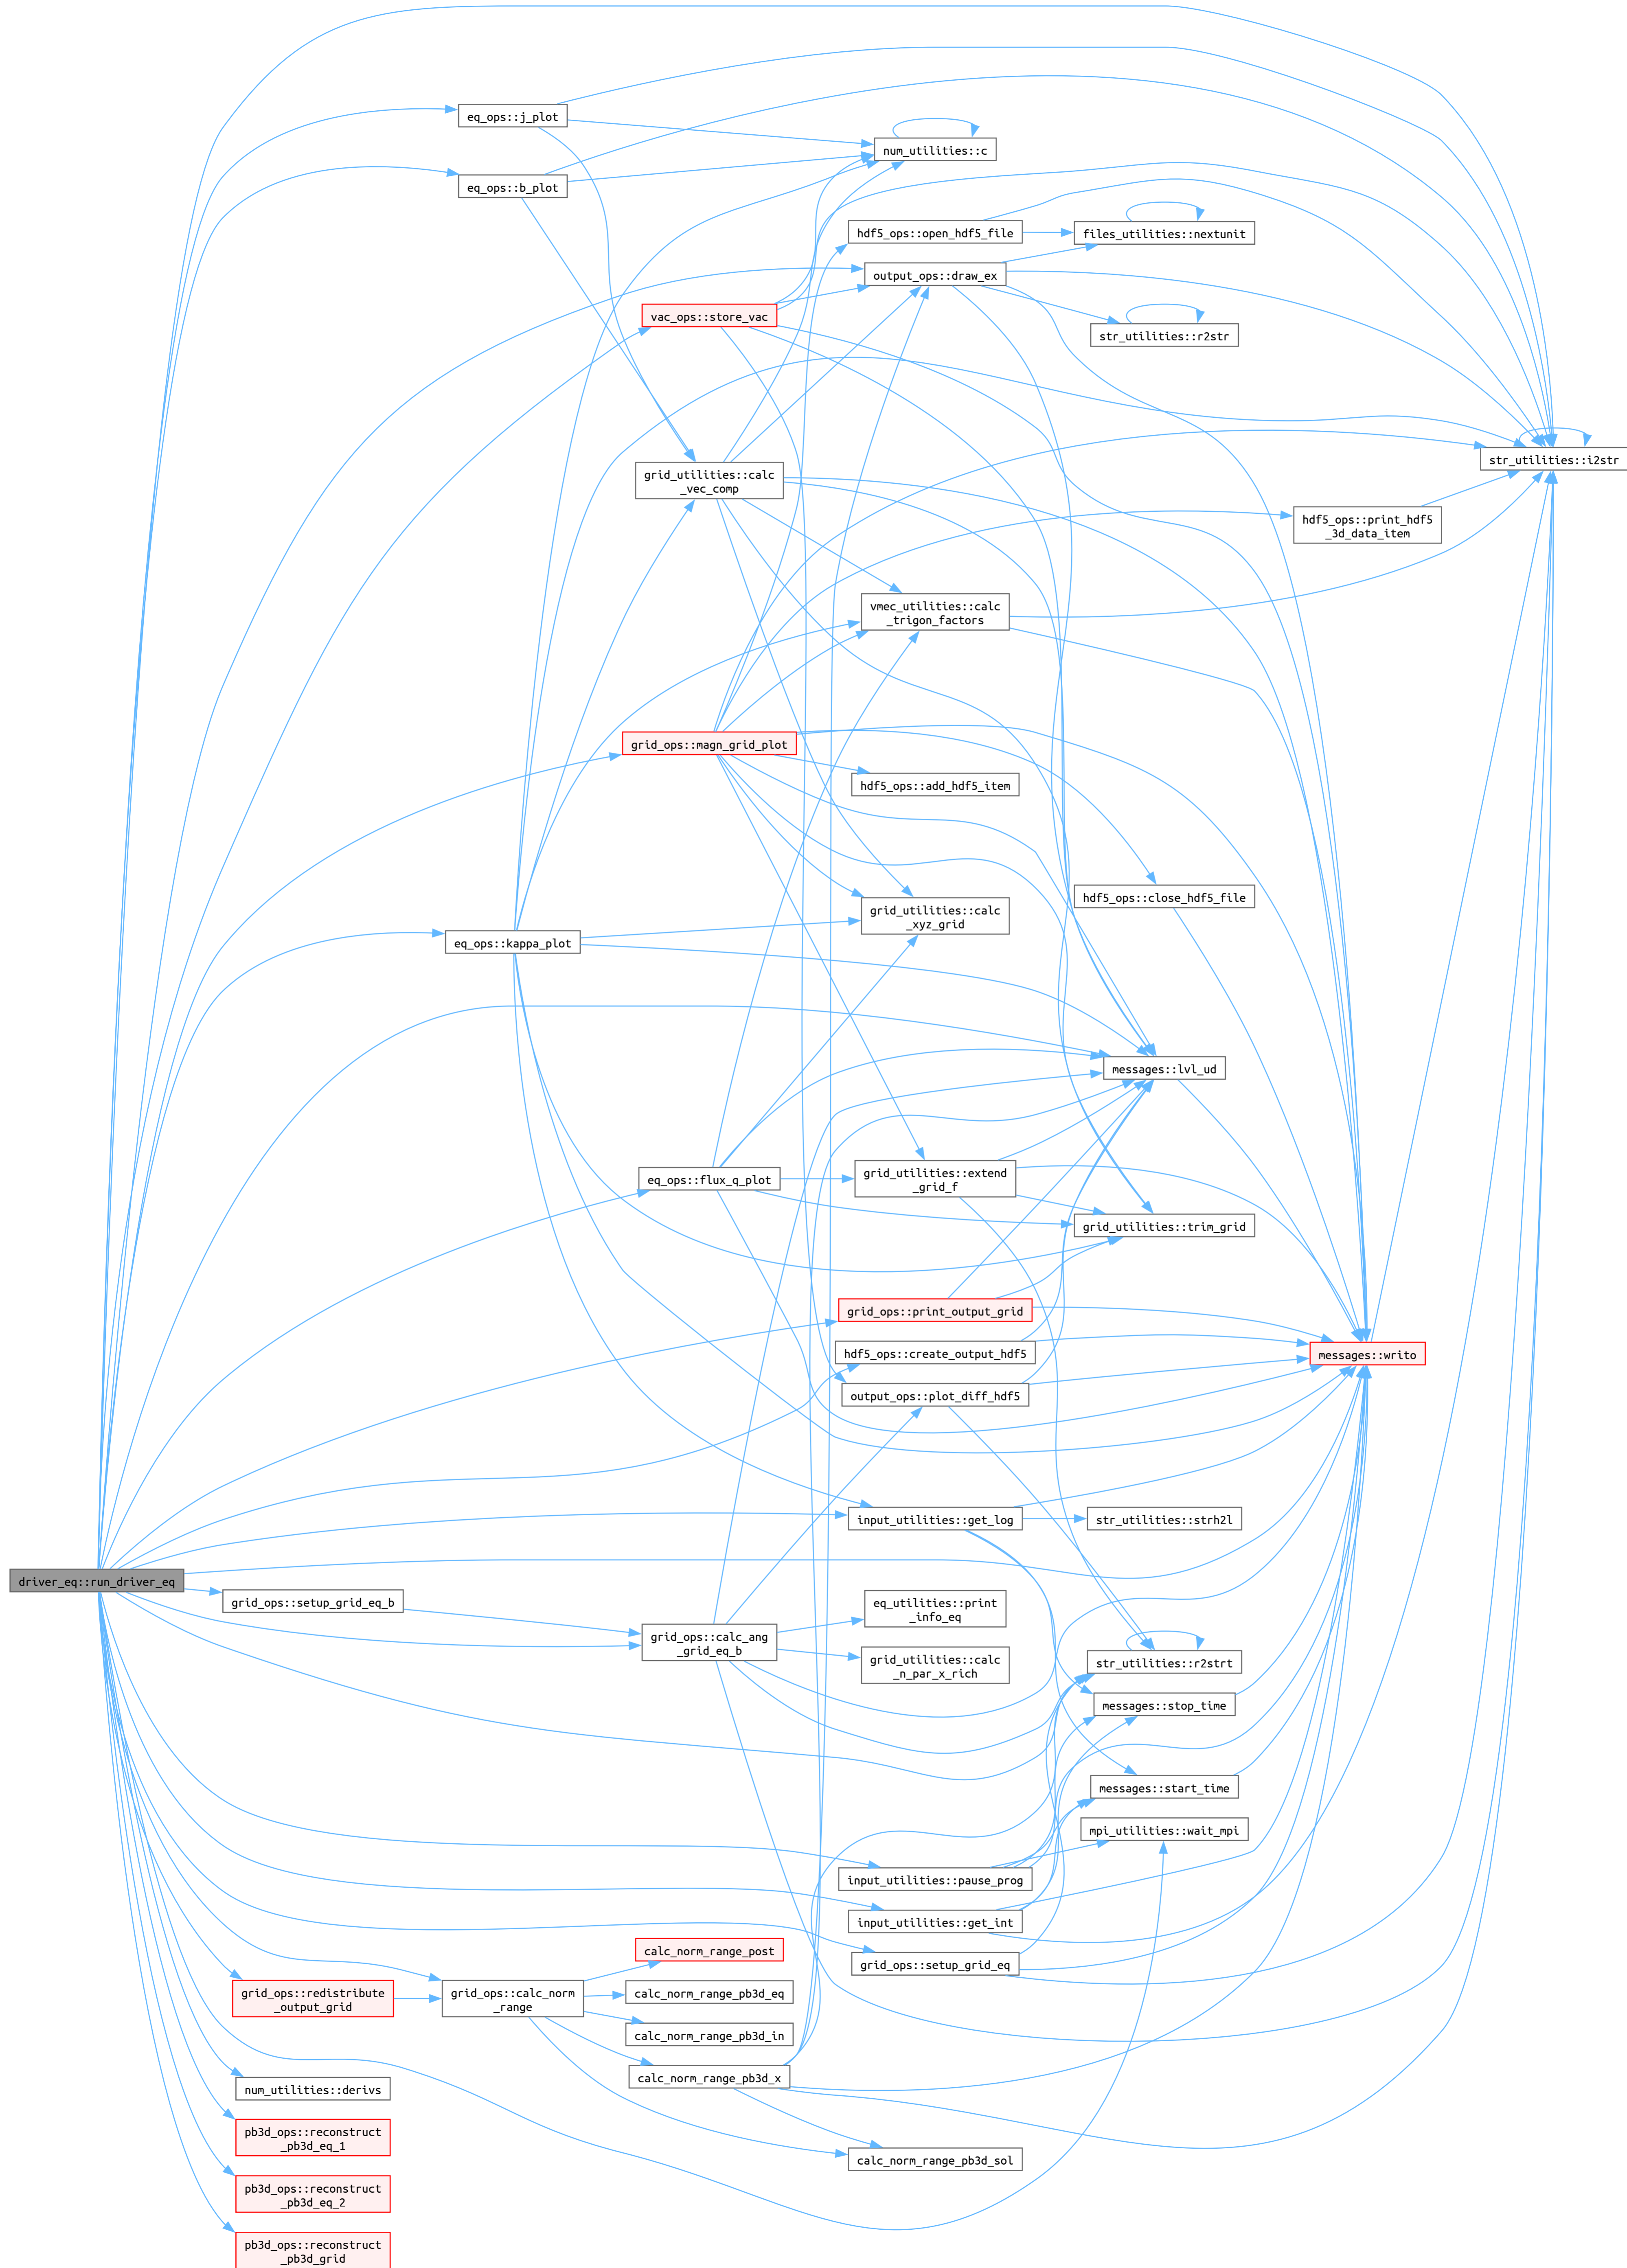 eq_ops::j_plot
num_utilities::c
eq_ops::b_plot
hdf5_ops::open_hdf5_file
files_utilities::nextunit
output_ops::draw_ex
vac_ops::store_vac
str_utilities::r2str
str_utilities::i2str
grid_utilities::calc
_vec_comp
hdf5_ops::print_hdf5
_3d_data_item
vmec_utilities::calc
_trigon_factors
grid_ops::magn_grid_plot
hdf5_ops::add_hdf5_item
hdf5_ops::close_hdf5_file
grid_utilities::calc
_xyz_grid
eq_ops::kappa_plot
messages::lvl_ud
eq_ops::flux_q_plot
grid_utilities::extend
_grid_f
grid_utilities::trim_grid
grid_ops::print_output_grid
hdf5_ops::create_output_hdf5
messages::writo
output_ops::plot_diff_hdf5
input_utilities::get_log
str_utilities::strh2l
driver_eq::run_driver_eq
grid_ops::setup_grid_eq_b
eq_utilities::print
_info_eq
grid_ops::calc_ang
_grid_eq_b
grid_utilities::calc
_n_par_x_rich
str_utilities::r2strt
messages::stop_time
messages::start_time
mpi_utilities::wait_mpi
input_utilities::pause_prog
input_utilities::get_int
calc_norm_range_post
grid_ops::setup_grid_eq
grid_ops::redistribute
_output_grid
grid_ops::calc_norm
_range
calc_norm_range_pb3d_eq
calc_norm_range_pb3d_in
calc_norm_range_pb3d_x
num_utilities::derivs
pb3d_ops::reconstruct
_pb3d_eq_1
calc_norm_range_pb3d_sol
pb3d_ops::reconstruct
_pb3d_eq_2
pb3d_ops::reconstruct
_pb3d_grid